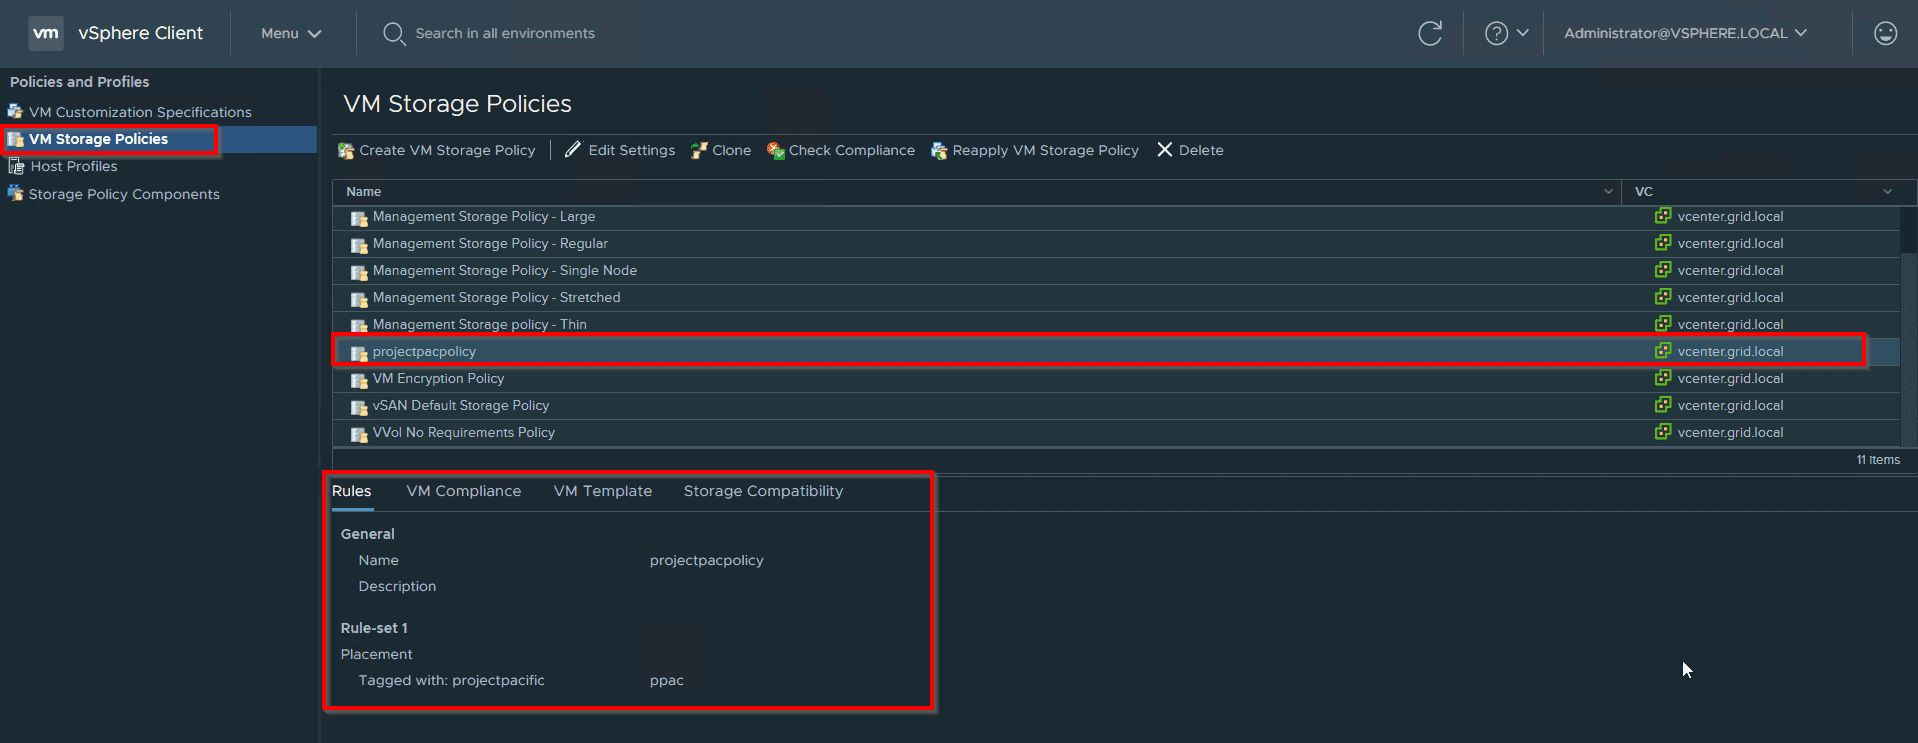 vm vSphere Client Menu Search in all environments Administrator@VSPHERE.LOCAL
Policies and Profiles
VM Customization Specifications
VM Storage Policies
Host Profiles
Storage Policy Components
VM Storage Policies
Create VM Storage Policy Edit Settings Clone Check Compliance Reapply VM Storage Policy Delete
Name VC
Management Storage Policy - Large vcenter.grid.local
Management Storage Policy - Regular vcenter.grid.local
Management Storage Policy - Single Node vcenter.grid.local
Management Storage Policy - Stretched vcenter.grid.local
Management Storage policy - Thin vcenter.grid.local
projectpacpolicy vcenter.grid.local
VM Encryption Policy vcenter.grid.local
vSAN Default Storage Policy vcenter.grid.local
VVol No Requirements Policy vcenter.grid.local
11 items
Rules VM Compliance VM Template Storage Compatibility
General
Name projectpacpolicy
Description
Rule-set 1
Placement
Tagged with: projectpacific ppac